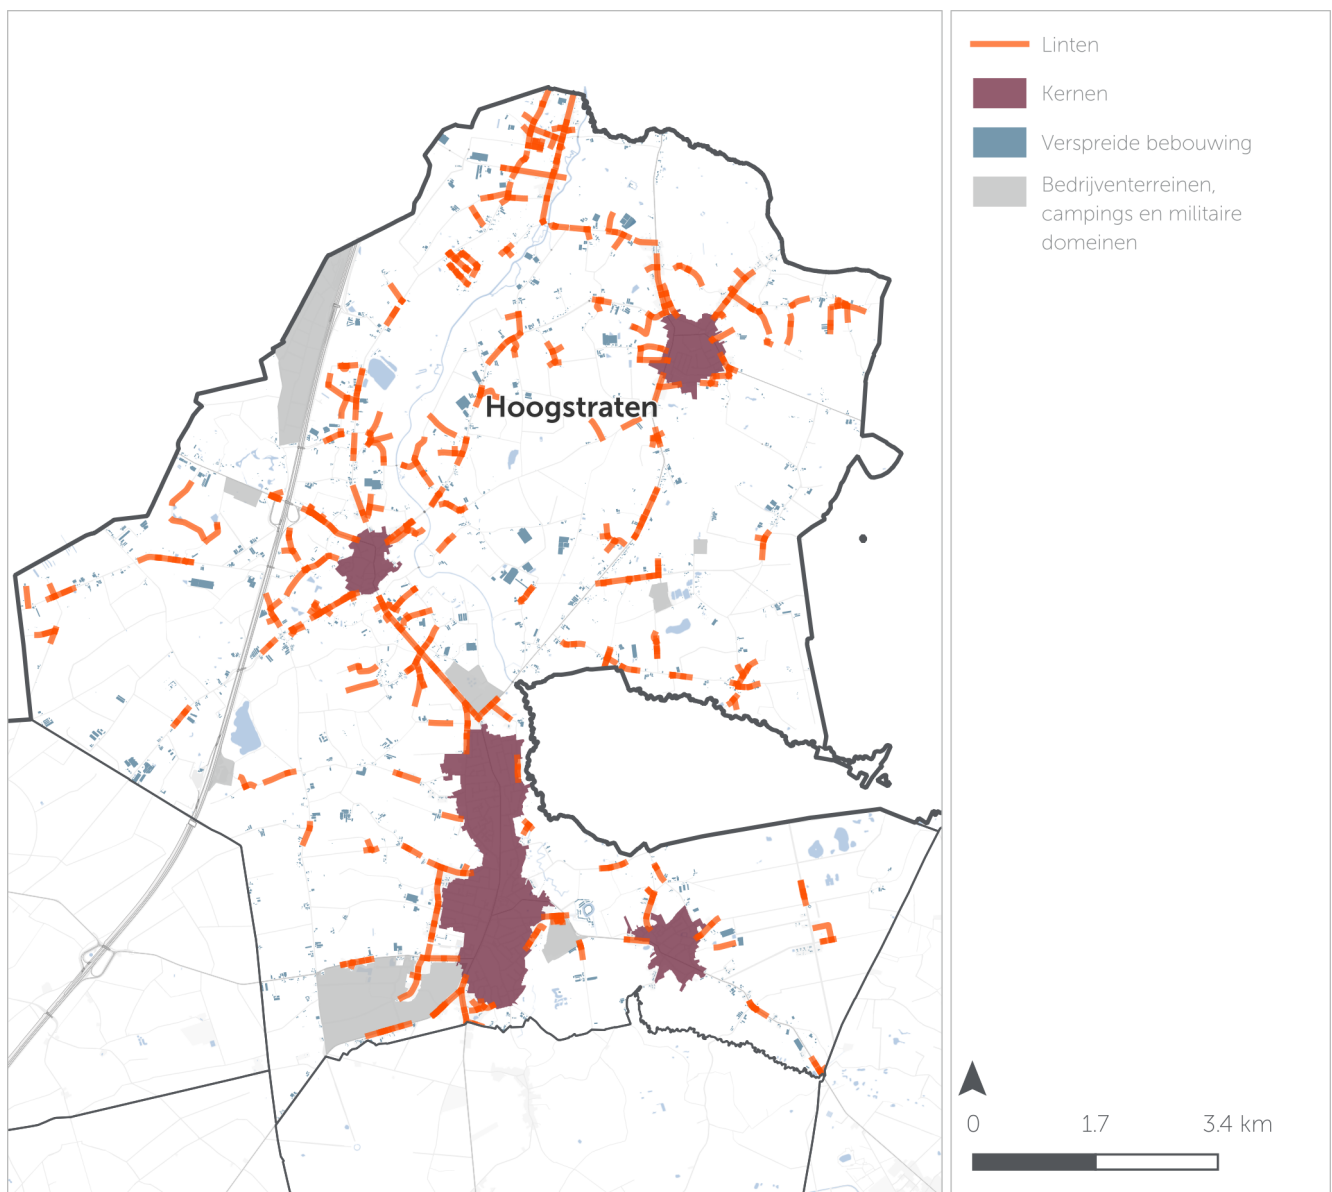 Linten
Kernen
Verspreide bebouwing
Bedrijventerreinen,
campings en militaire
domeinen
Hoogstraten
0 1.7 3.4 km